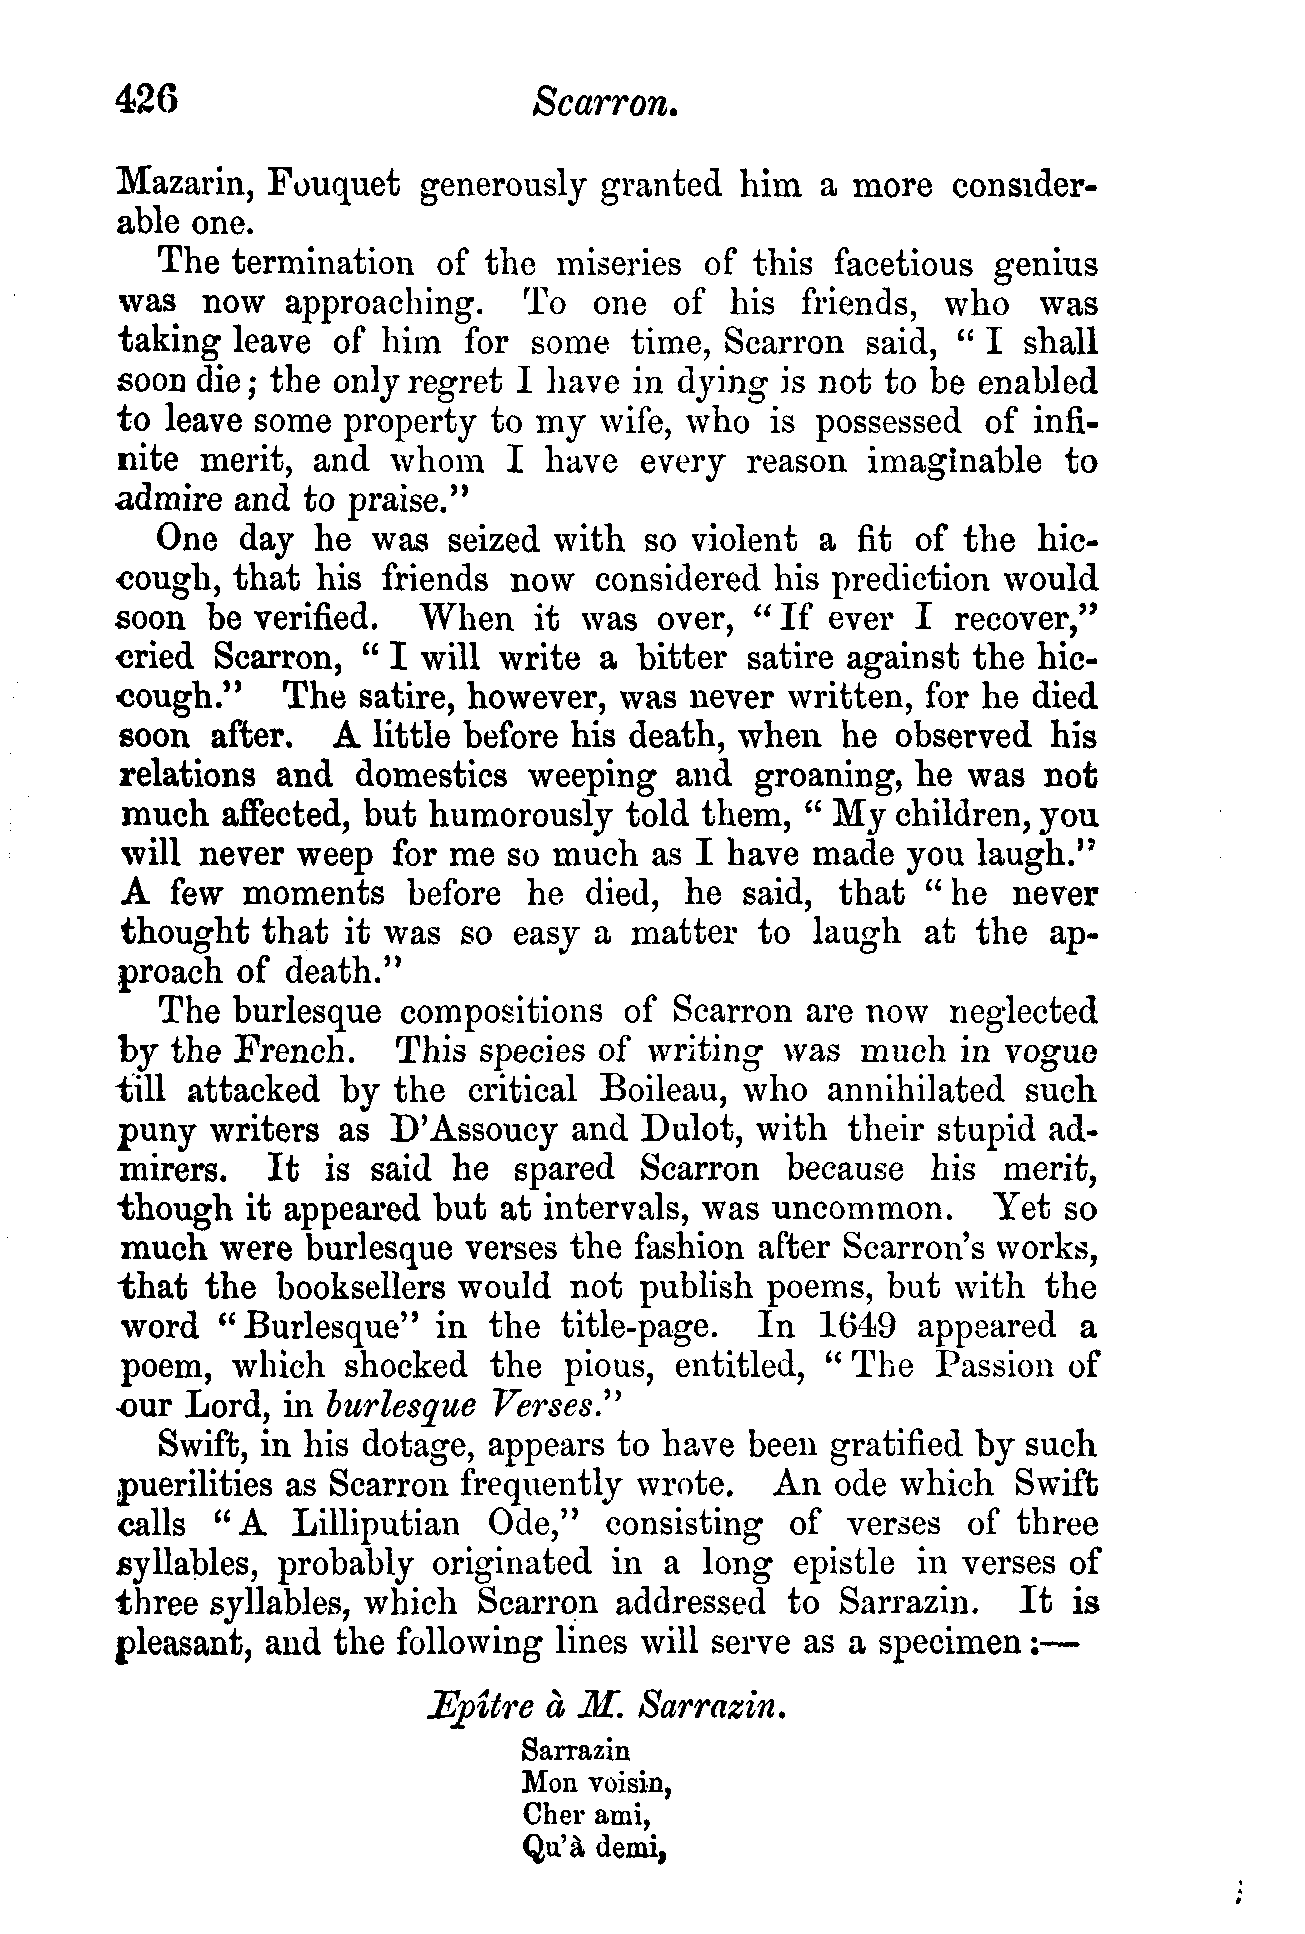 426 Scarron.
Mazarin, Fouquet generously granted him a more consider-
able one.
The termination of the miseries of this facetious genius
was now approaching. To one of his friends, who was
taking leave of him for some time, Scarron said, “ I shall
soon die; the only regret I have in dying is not to be enabled
to leave some property to my wife, who is possessed of infi-
nite merit, and whom I have every reason imaginable to
admire and to praise.”
One day he was seized with so violent a fit of the hic-
cough, that his friends now considered his prediction would
soon be verified. When it was over, “ If ever I recover,”
cried Scarron, “ I will write a bitter satire against the hic-
cough.” The satire, however, was never written, for he died
soon after. A little before his death, when he observed his
relations and domestics weeping and groaning, he was not
much affected, but humorously told them, “ My children, you
will never weep for me so much as I have made you laugh.”
A few moments before he died, he said, that “ he never
thought that it was so easy a matter to laugh at the ap-
proach of death.”
The burlesque compositions of Scarron are now neglected
by the French. This species of writing was much in vogue
till attacked by the critical Boileau, who annihilated such
puny writers as D’Assoucy and Dulot, with their stupid ad-
mirers. It is said he spared Scarron because his merit,
though it appeared but at intervals, was uncommon. Yet so
much were burlesque verses the fashion after Scarron’s works,
that the booksellers would not publish poems, but with the
word “ Burlesque” in the title-page. In 1649 appeared a
poem, which shocked the pious, entitled, “ The Passion of
our Lord, in burlesque Verses.”
Swift, in his dotage, appears to have been gratified by such
puerilities as Scarron frequently wrote. An ode which Swift
calls “ A Lilliputian Ode,” consisting of verses of three
syllables, probably originated in a long epistle in verses of
three syllables, which Scarron addressed to Sarrazin. It is
pleasant, and the following lines will serve as a specimen :—
Epître à M. Sarrazin.
Sarrazin
Mon voisin,
Cher ami,
Qu’à demi,